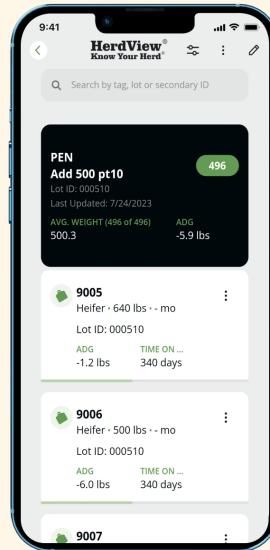 9:41
HerdView®
Know Your Herd®
Search by tag, lot or secondary ID
PEN
Add 500 pt10
496
Lot ID: 000510
Last Updated: 7/24/2023
AVG. WEIGHT (496 of 496) ADG
500.3 -5.9 lbs
9005
Heifer · 640 lbs · - mo
Lot ID: 000510
ADG TIME ON ...
-1.2 lbs 340 days
9006
Heifer · 500 lbs · - mo
Lot ID: 000510
ADG TIME ON ...
-6.0 lbs 340 days
9007